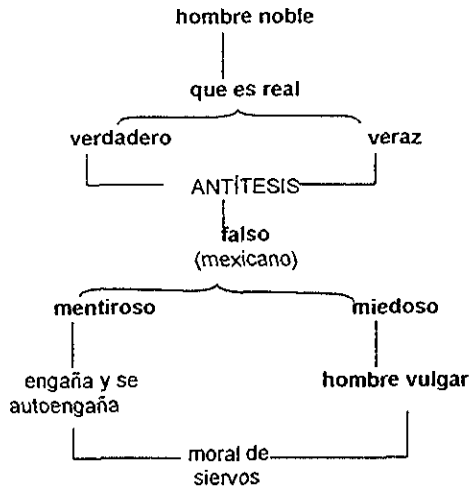 hombre noble
que es real
verdadero veraz
ANTÍTESIS
falso
(mexicano)
mentiroso miedoso
engaña y se
autoengaña
hombre vulgar
moral de
siervos